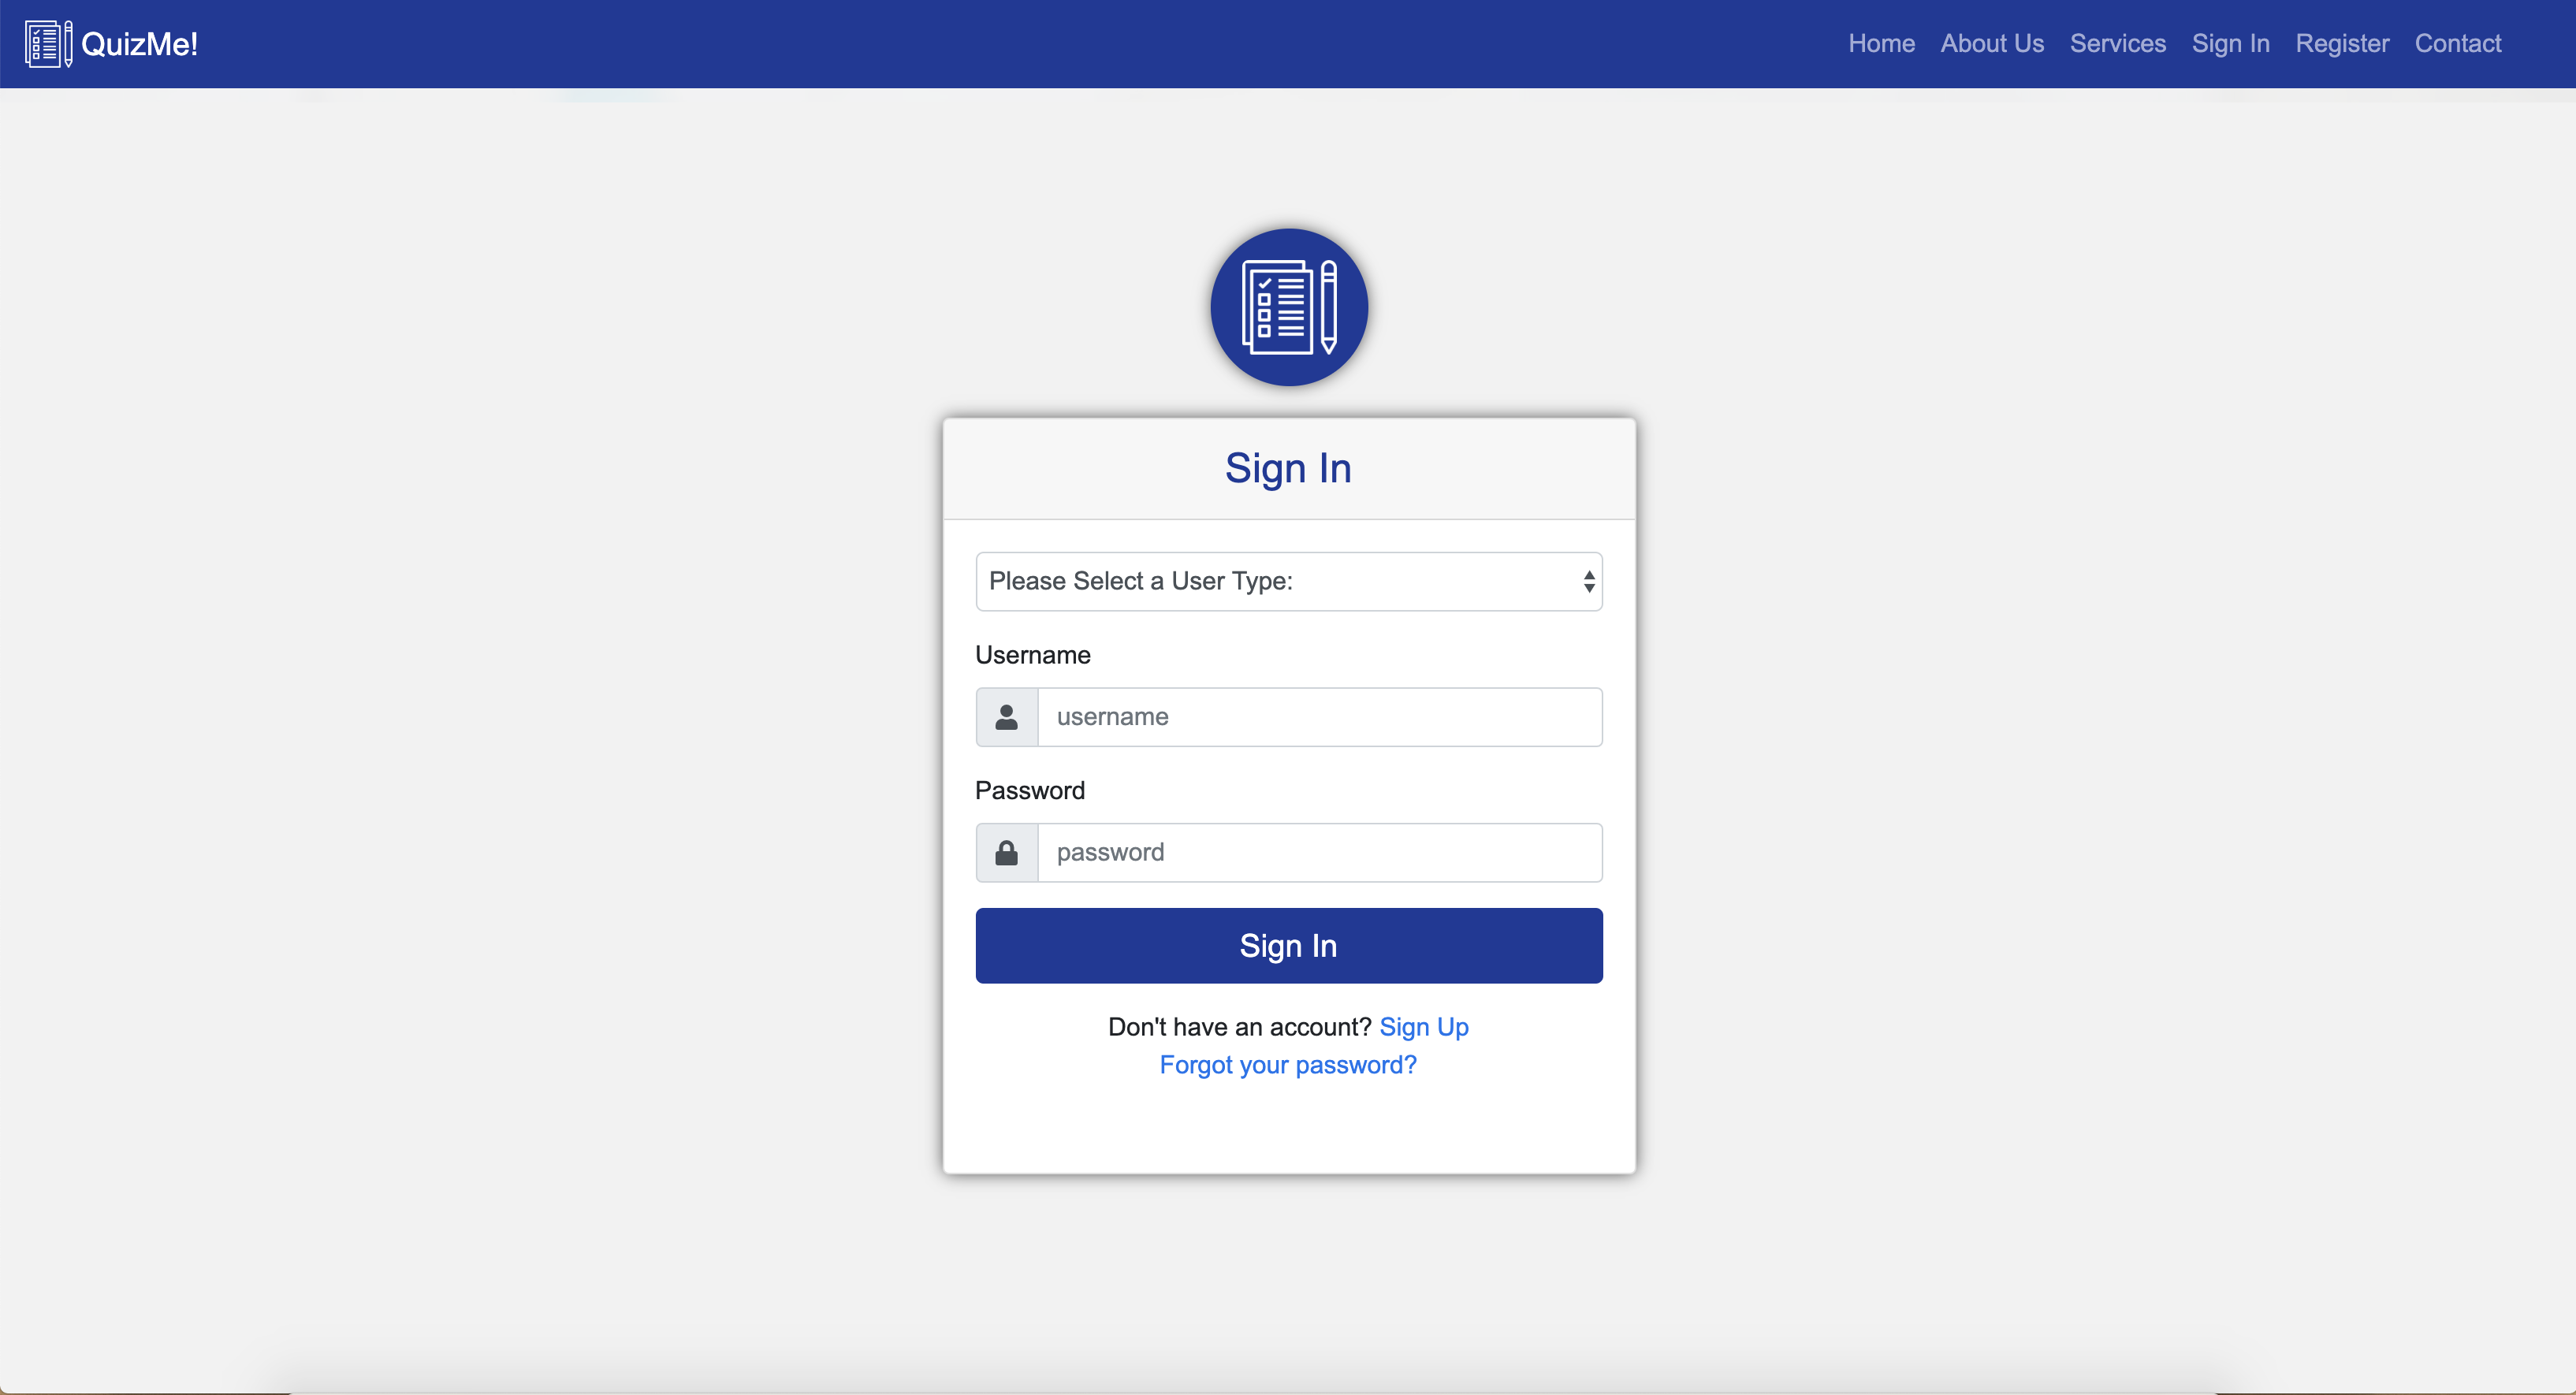 QuizMe!
Home About Us Services Sign In Register Contact
Sign In
Please Select a User Type:
Username
username
Password
password
Sign In
Don't have an account? Sign Up
Forgot your password?